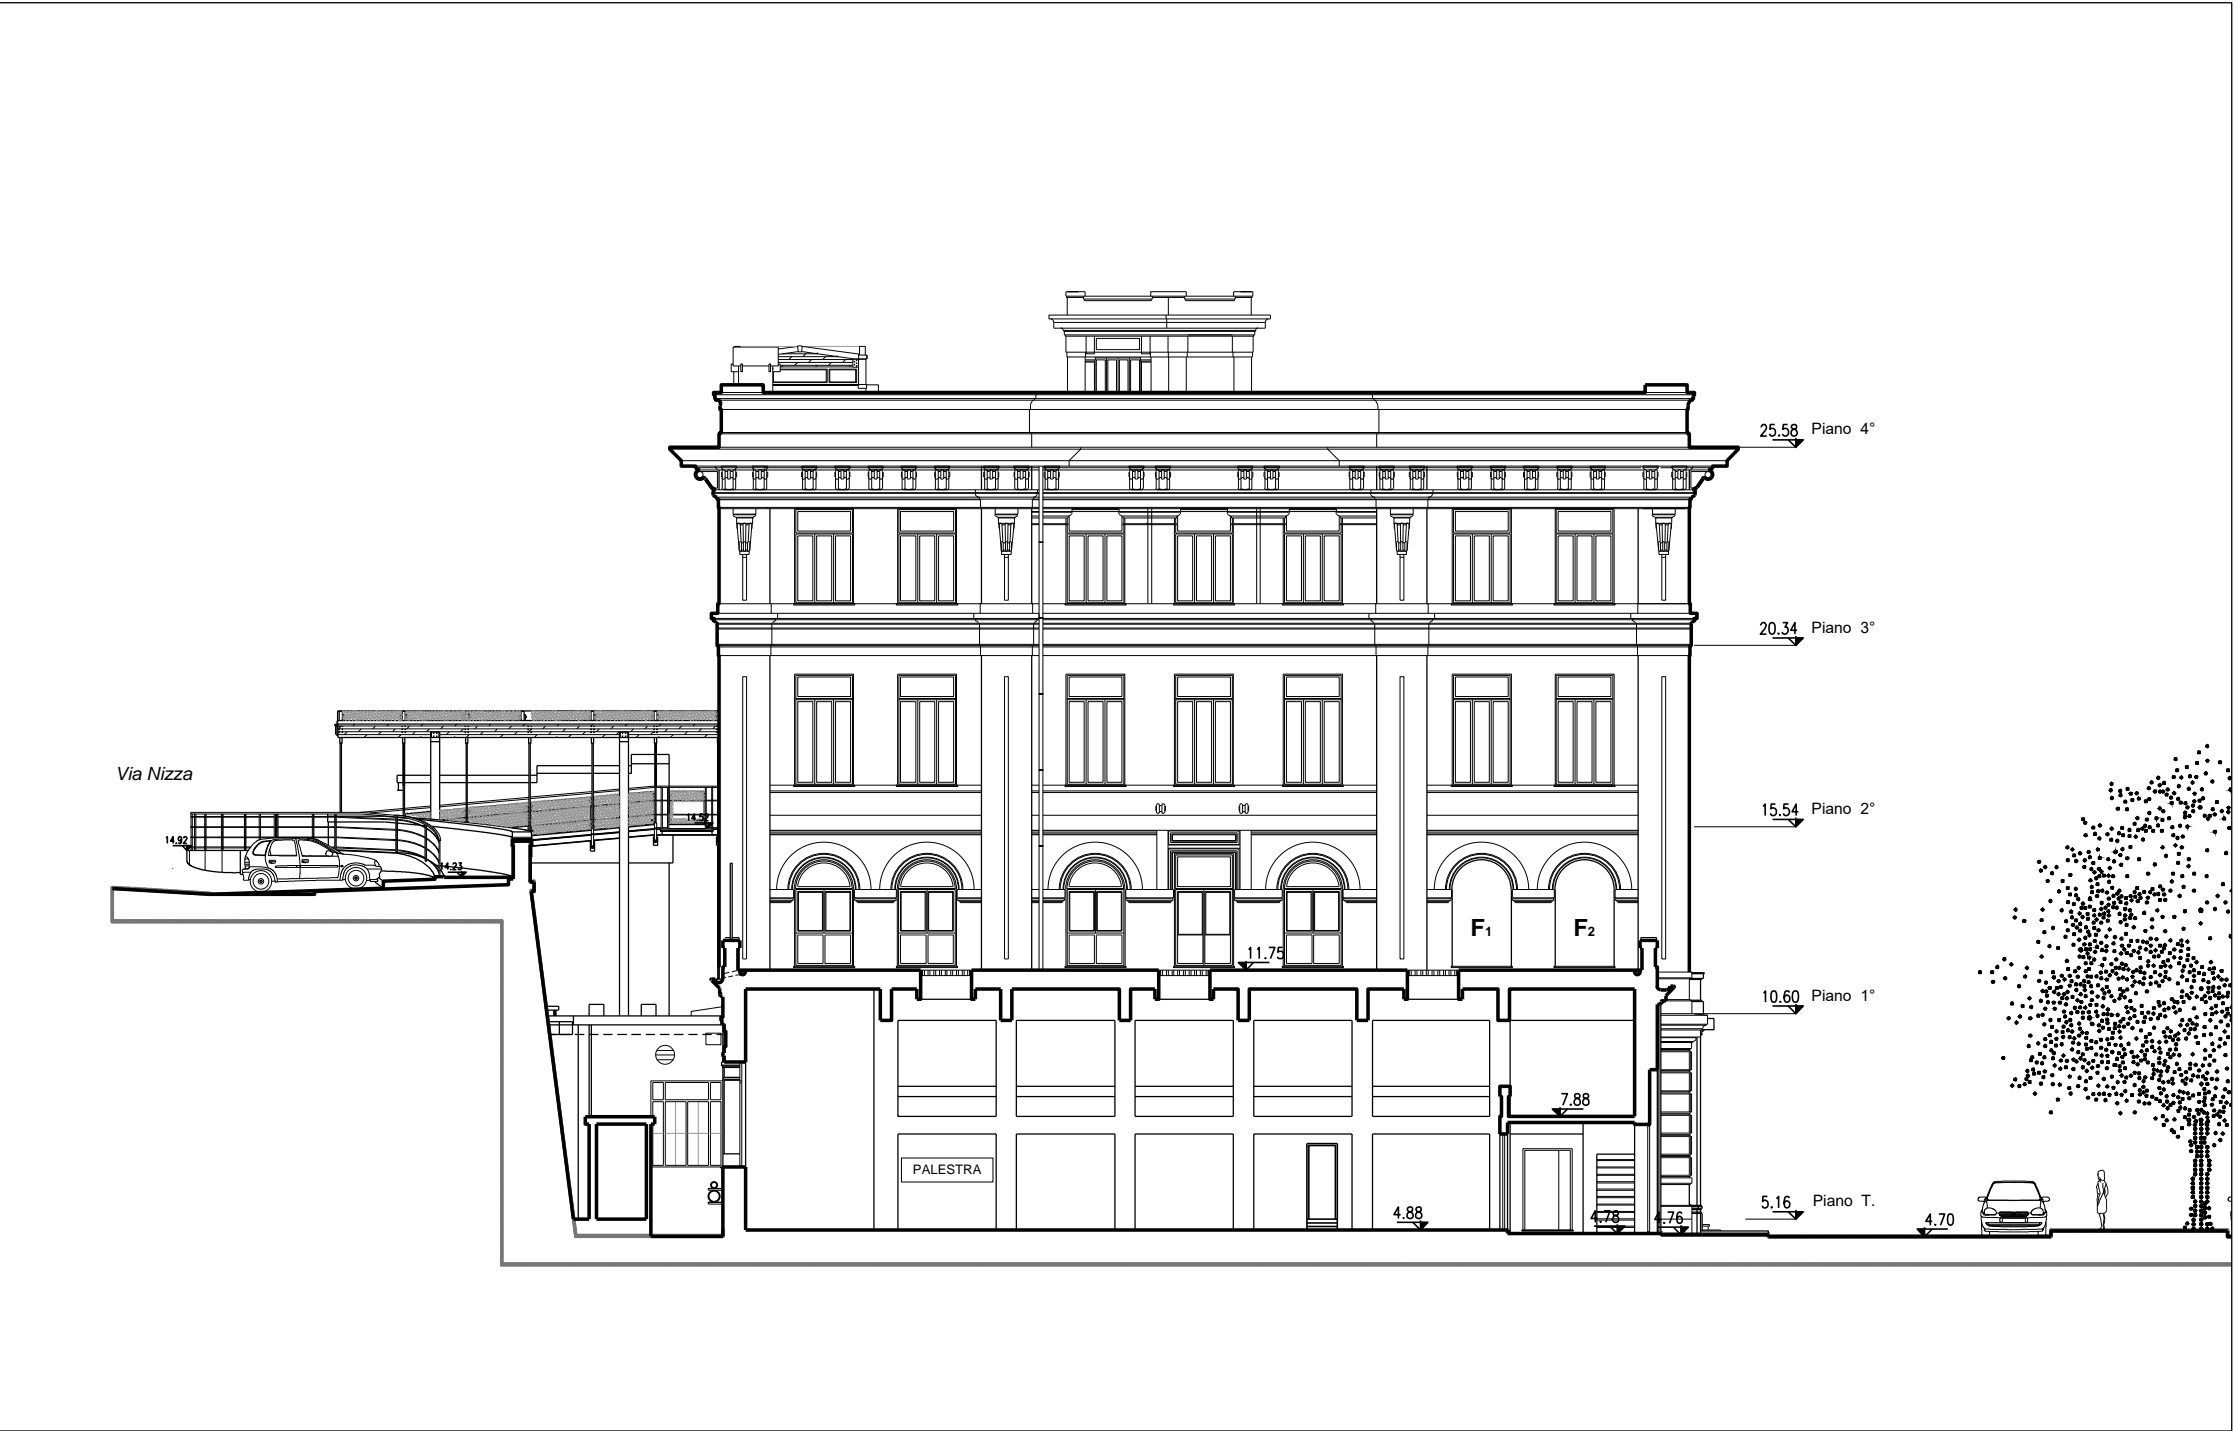 25.58 Piano 4°
20.34 Piano 3°
Via Nizza
15.54 Piano 2°
14.52
14.92
14.23
F1 F2
11.75
10.60 Piano 1°
7.88
PALESTRA
5.16 Piano T.
4.88
4.78
4.76
4.70